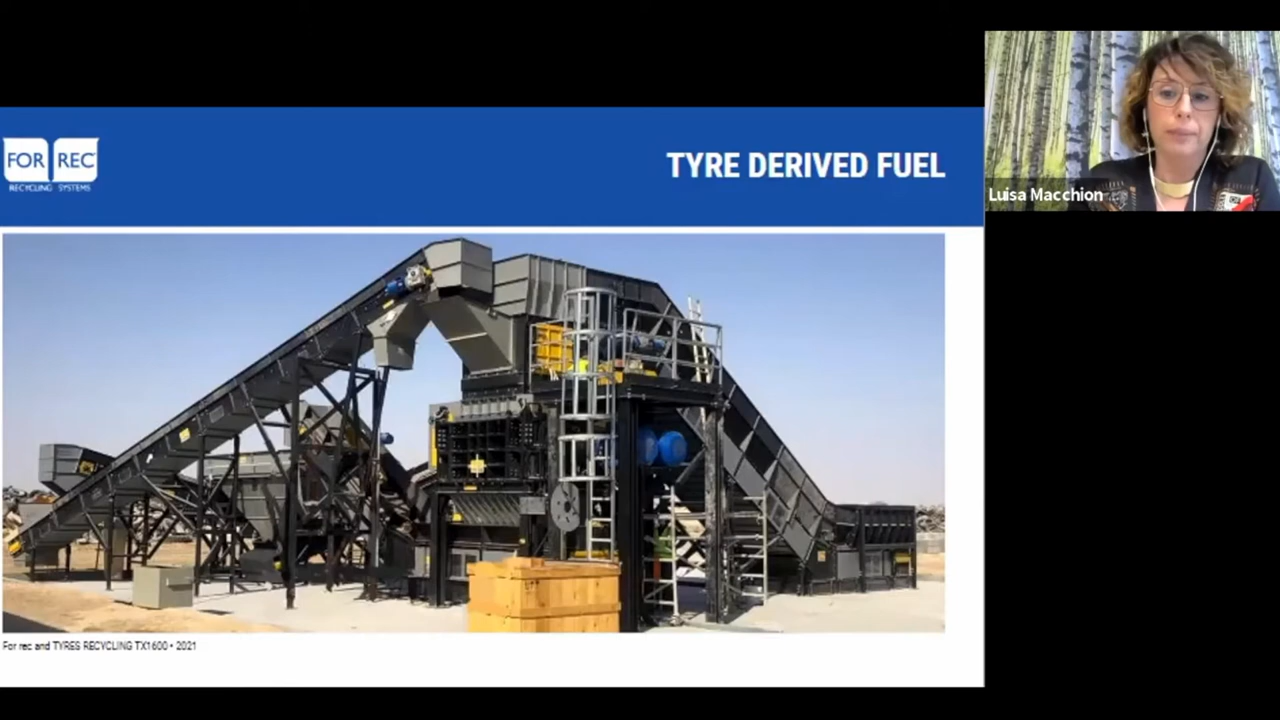 FOR REC
RECYCLING SYSTEMS
TYRE DERIVED FUEL
Luisa Macchion
For rec and TYRES RECYCLING TX1600 • 2021